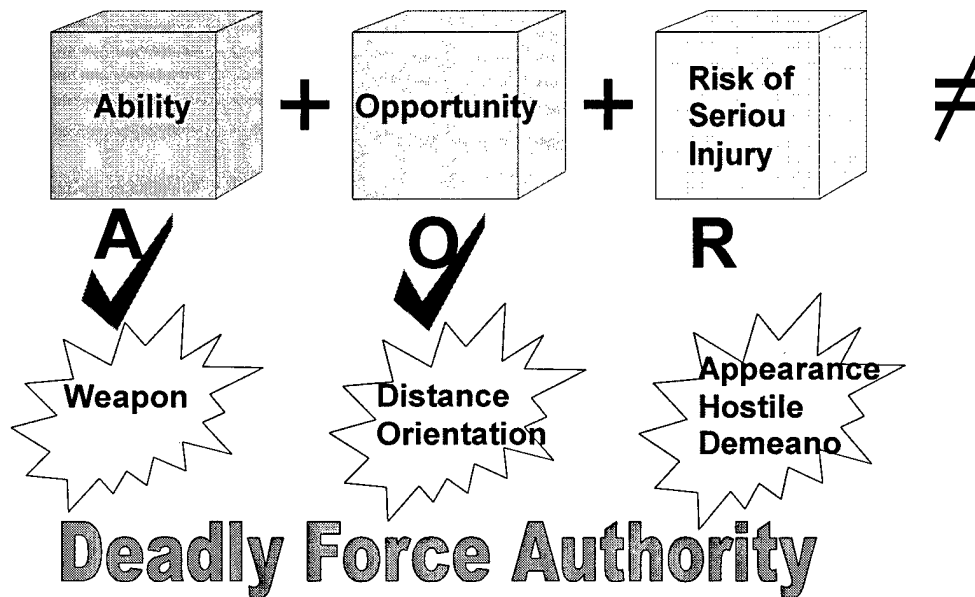 Ability + Opportunity + Risk of
Seriou
Injury ≠
A O R
Weapon
Distance
Orientation
Appearance
Hostile
Demeano
Deadly Force Authority